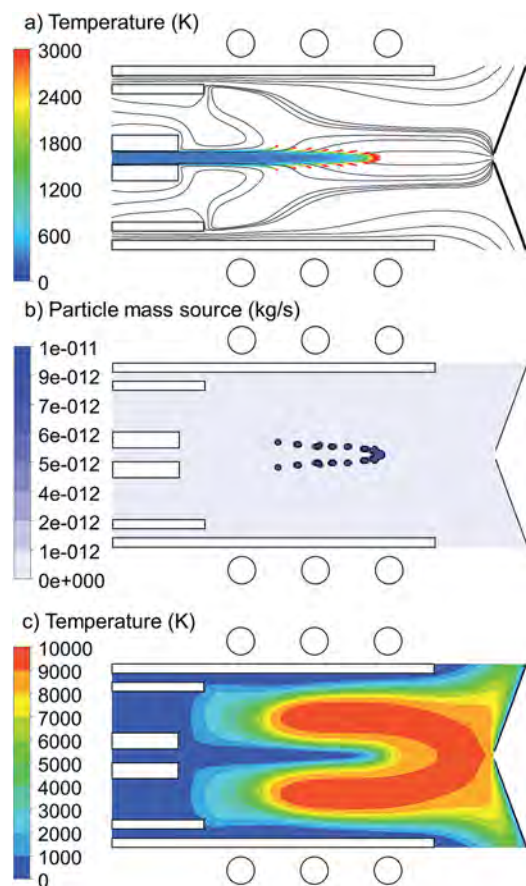 a) Temperature (K)
3000
2400
1800
1200
600
0
b) Particle mass source (kg/s)
1e-011
9e-012
7e-012
6e-012
5e-012
4e-012
2e-012
1e-012
0e+000
c) Temperature (K)
10000
9000
8000
7000
6000
5000
4000
3000
2000
1000
0